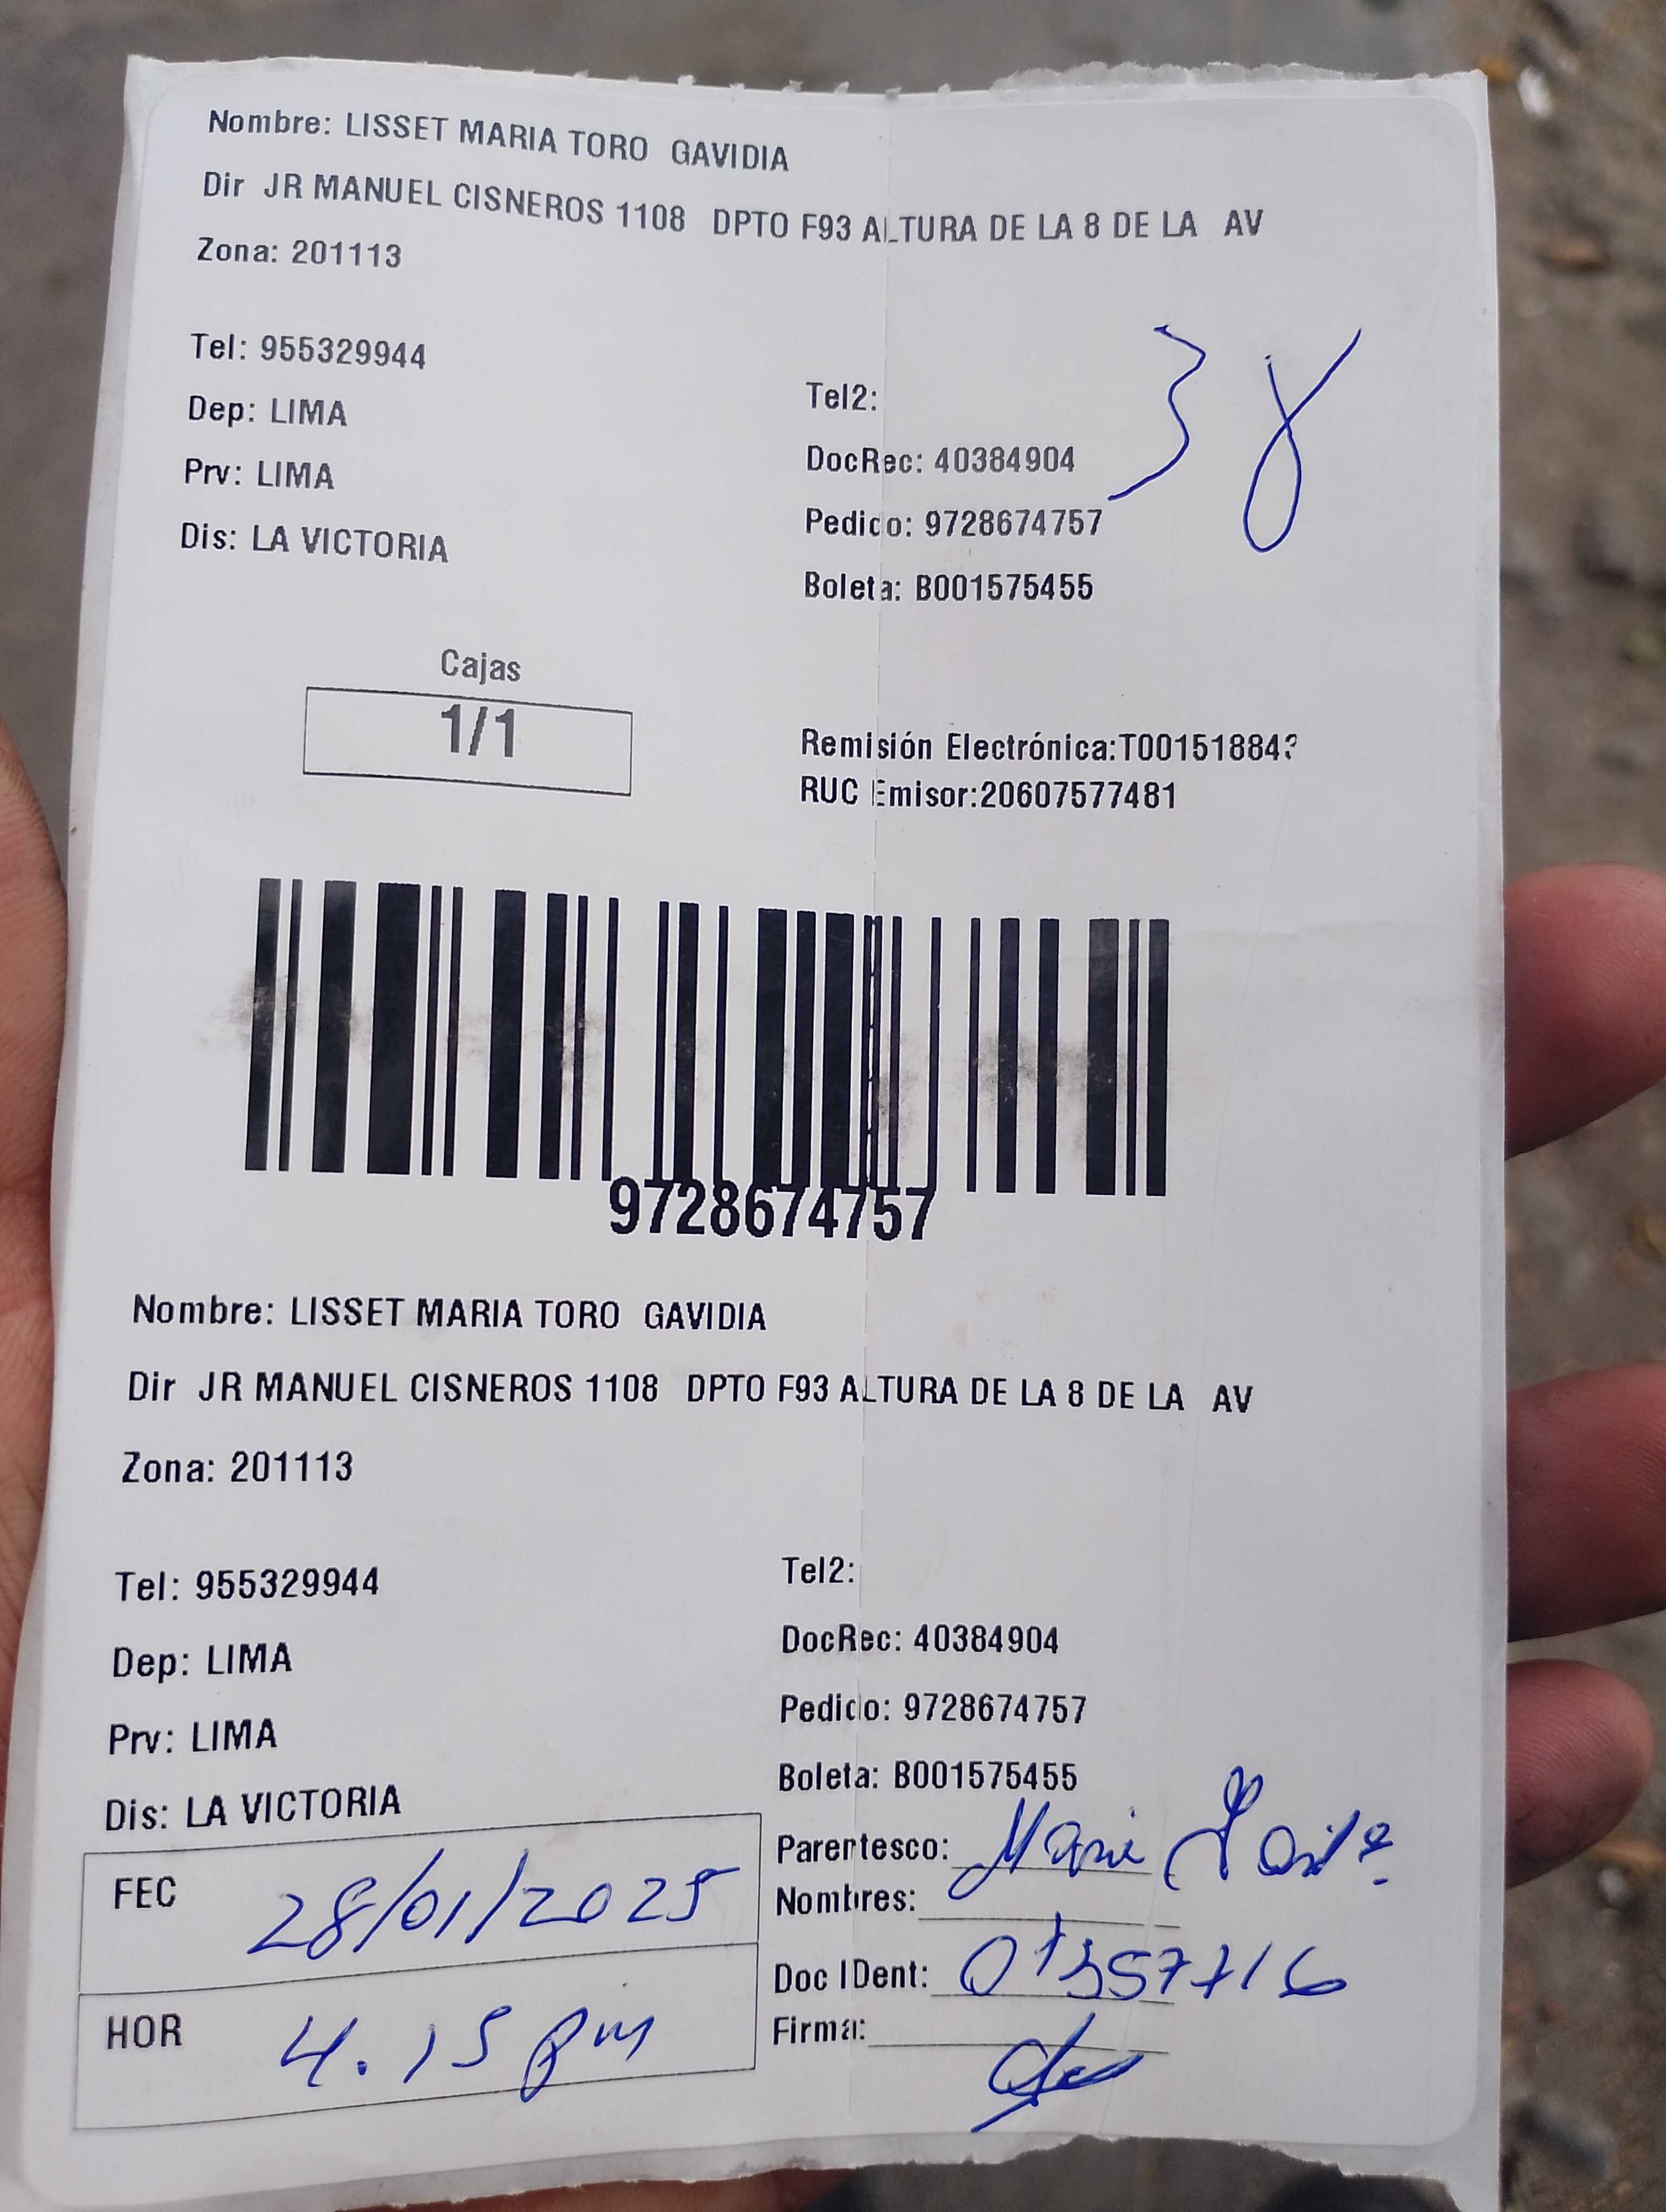 Nombre: LISSET MARIA TORO GAVIDIA
Dir JR MANUEL CISNEROS 1108 DPTO F93 ALTURA DE LA 8 DE LA AV
Zona: 201113
38
Tel: 955329944
Tel2:
Dep: LIMA
DocRec: 40384904
Prv: LIMA
Pedido: 9728674757
Dis: LA VICTORIA
Boleta: B001575455
Cajas
1/1
Remisión Electrónica:T00151884
RUC Emisor:20607577481
9728674757
Nombre: LISSET MARIA TORO GAVIDIA
Dir JR MANUEL CISNEROS 1108 DPTO F93 ALTURA DE LA 8 DE LA AV
Zona: 201113
Tel: 955329944
Tel2:
Dep: LIMA
DocRec: 40384904
Prv: LIMA
Pedido: 9728674757
Dis: LA VICTORIA
Boleta: B001575455
FEC 28/01/2025
HOR 4.15 pm
Parentesco:
Nombres:
Doc IDent:
Firma: